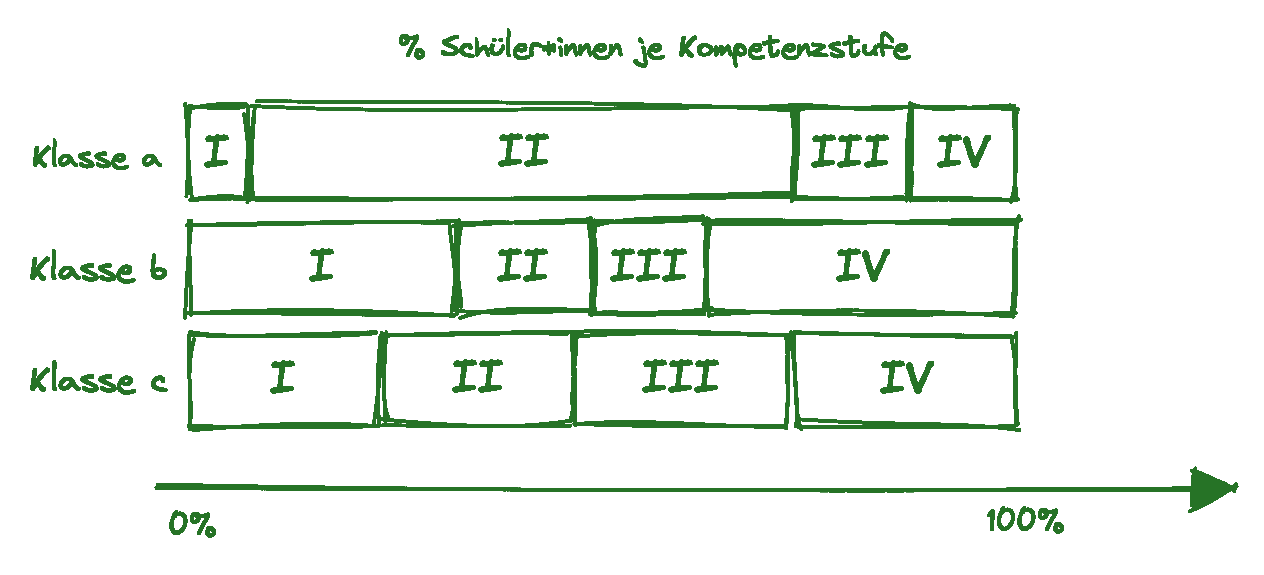 % Schüler*innen je Kompetenzstufe
Klasse a I II III IV
Klasse b I II III IV
Klasse c I II III IV
0% 100%